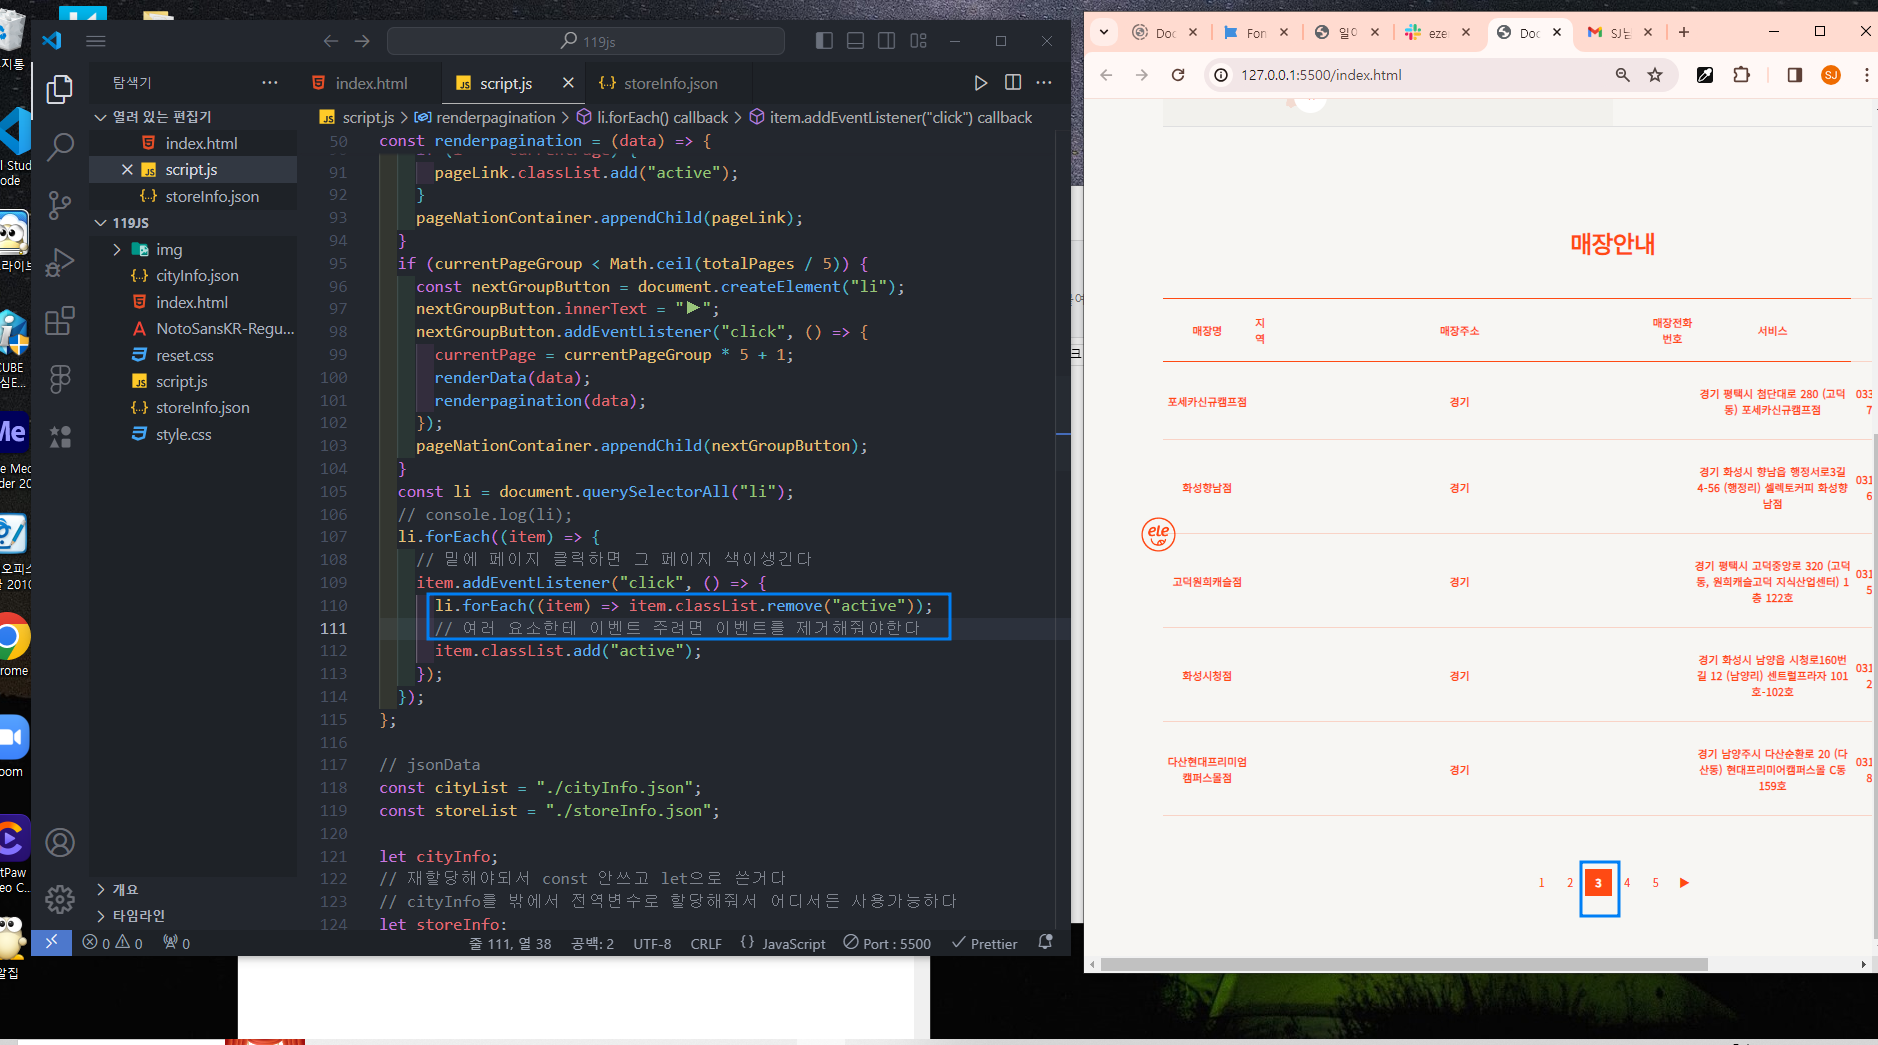 지통
l Stud
ode
라이브
CUBE
심E...
Me
e Med
der 20
오피스
2010
rome
oom
tPaw
eo C...
알집
119js
탐색기
index.html
script.js
storeInfo.json
script.js > renderpagination > li.forEach() callback > item.addEventListener("click") callback
열려 있는 편집기
index.html
script.js
storeInfo.json
119JS
img
cityInfo.json
index.html
NotoSansKR-Regu...
reset.css
script.js
storeInfo.json
style.css
개요
타임라인
50 const renderpagination = (data) => {
91 pageLink.classList.add("active");
92 }
93 pageNationContainer.appendChild(pageLink);
94 }
95 if (currentPageGroup < Math.ceil(totalPages / 5)) {
96 const nextGroupButton = document.createElement("li");
97 nextGroupButton.innerText = "▶";
98 nextGroupButton.addEventListener("click", () => {
99 currentPage = currentPageGroup * 5 + 1;
100 renderData(data);
101 renderpagination(data);
102 });
103 pageNationContainer.appendChild(nextGroupButton);
104 }
105 const li = document.querySelectorAll("li");
106 // console.log(li);
107 li.forEach((item) => {
108 // 밑에 페이지 클릭하면 그 페이지 색이생긴다
109 item.addEventListener("click", () => {
110 li.forEach((item) => item.classList.remove("active"));
111 // 여러 요소한테 이벤트 주려면 이벤트를 제거해줘야한다
112 item.classList.add("active");
113 });
114 });
115 };
116
117 // jsonData
118 const cityList = "./cityInfo.json";
119 const storeList = "./storeInfo.json";
120
121 let cityInfo;
122 // 재할당해야되서 const 안쓰고 let으로 쓴거다
123 // cityInfo를 밖에서 전역변수로 할당해줘서 어디서든 사용가능하다
124 let storeInfo;
0 0 0
줄 111, 열 38 공백: 2 UTF-8 CRLF {} JavaScript Port : 5500 Prettier
Doc
Fon
일이
ezer
Doc
SJ님
127.0.0.1:5500/index.html
SJ
매장안내
매장명 지역 매장주소 매장전화번호 서비스
포세카신규캠프점 경기 경기 평택시 첨단대로 280 (고덕동) 포세카신규캠프점 033
7
화성향남점 경기 경기 화성시 향남읍 행정서로3길 4-56 (행정리) 셀렉토커피 화성향남점 031
6
ele
고덕원희캐슬점 경기 경기 평택시 고덕중앙로 320 (고덕동, 원희캐슬고덕 지식산업센터) 1층 122호 031
5
화성시청점 경기 경기 화성시 남양읍 시청로160번길 12 (남양리) 센트럴프라자 101호-102호 031
2
다산현대프리미엄캠퍼스몰점 경기 경기 남양주시 다산순환로 20 (다산동) 현대프리미어캠퍼스몰 C동 159호 031
8
1 2 3 4 5 ▶